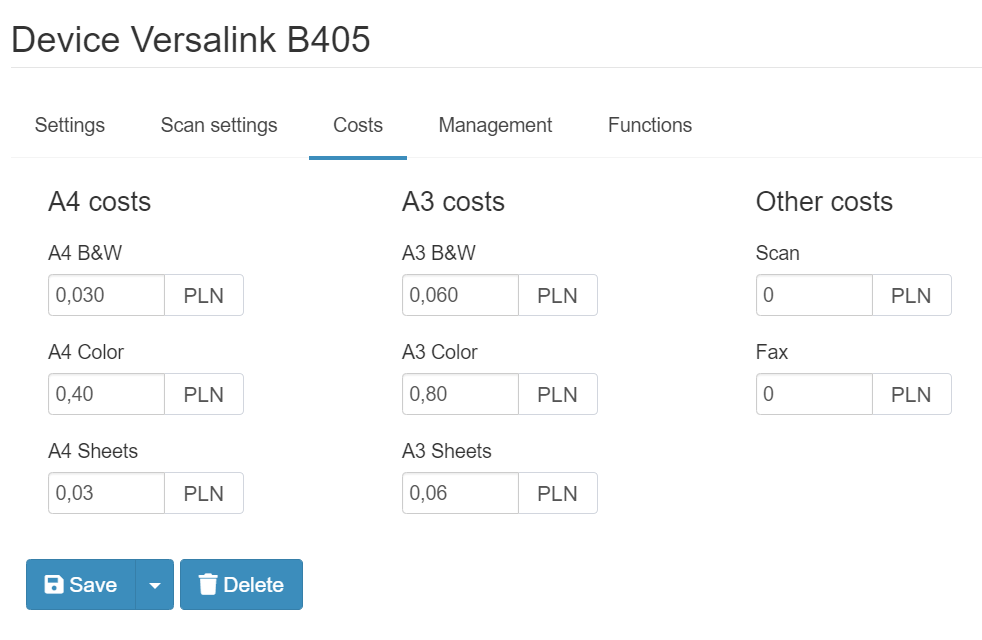 Device Versalink B405
Settings Scan settings Costs Management Functions
A4 costs
A4 B&W
0,030 PLN
A4 Color
0,40 PLN
A4 Sheets
0,03 PLN
A3 costs
A3 B&W
0,060 PLN
A3 Color
0,80 PLN
A3 Sheets
0,06 PLN
Other costs
Scan
0 PLN
Fax
0 PLN
Save Delete